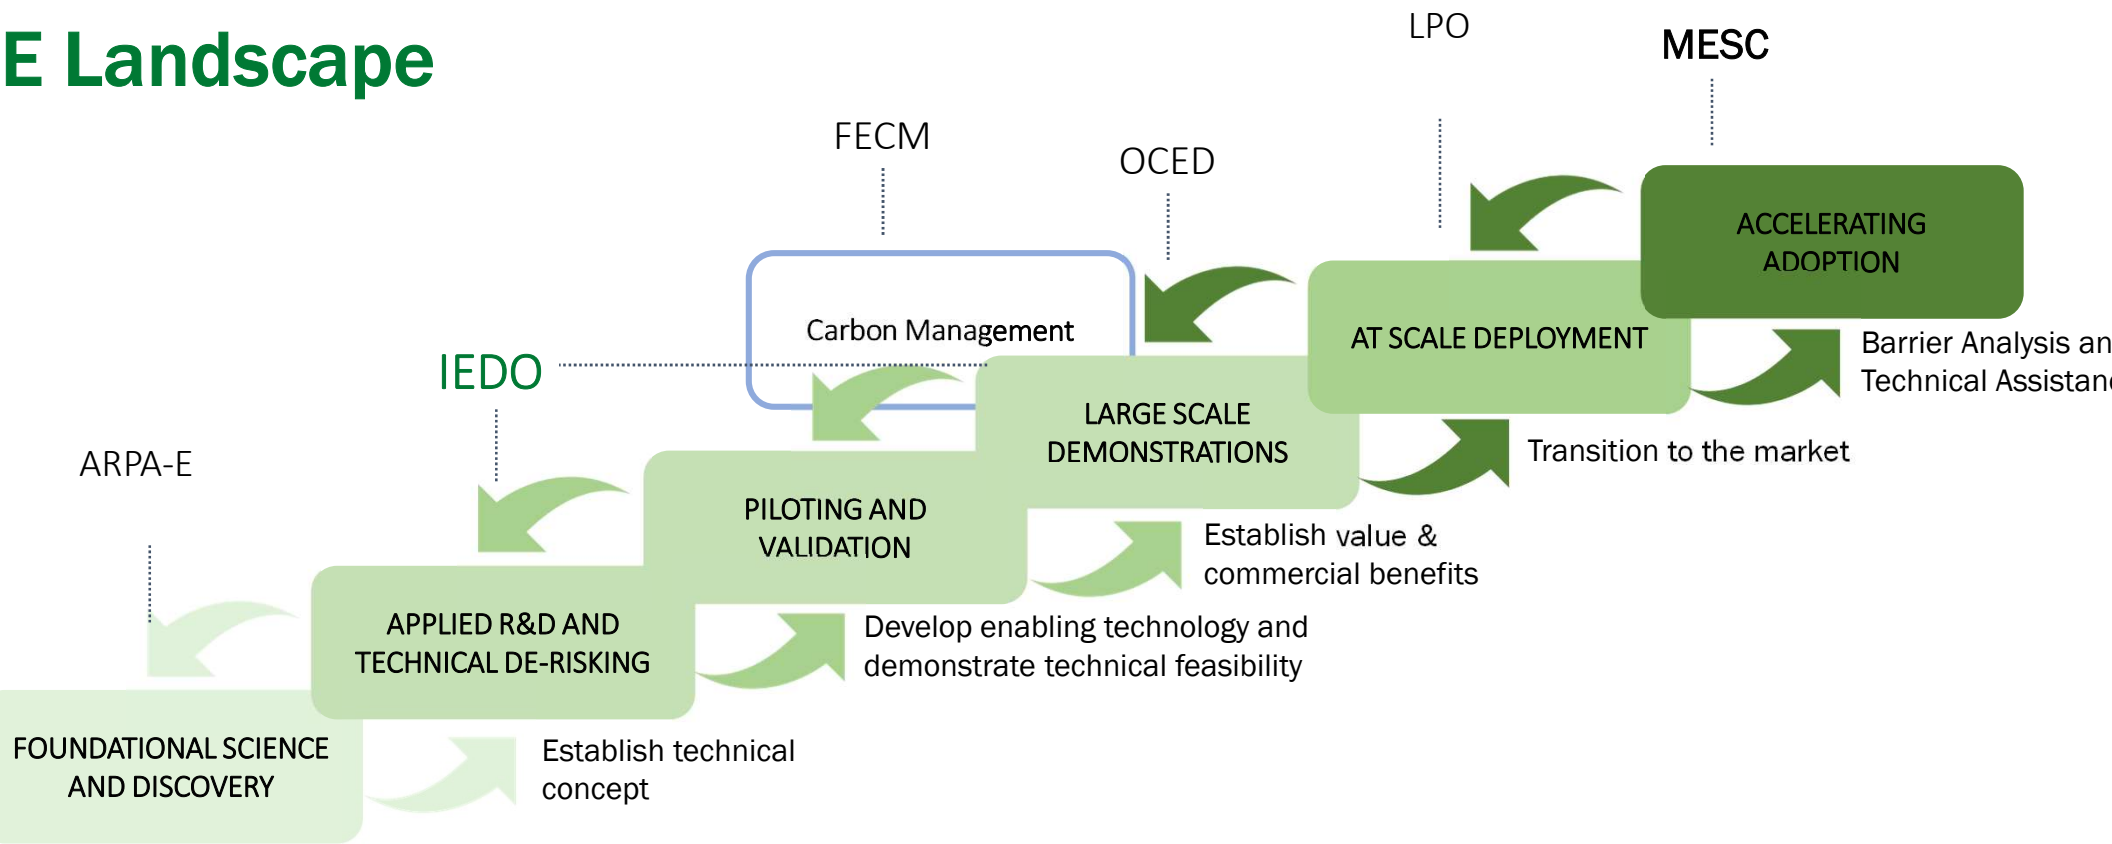 E Landscape
LPO
MESC
FECM
OCED
ACCELERATING
ADOPTION
Carbon Management
AT SCALE DEPLOYMENT
Barrier Analysis an
Technical Assistanc
IEDO
LARGE SCALE
DEMONSTRATIONS
Transition to the market
ARPA-E
PILOTING AND
VALIDATION
Establish value &
commercial benefits
APPLIED R&D AND
TECHNICAL DE-RISKING
Develop enabling technology and
demonstrate technical feasibility
FOUNDATIONAL SCIENCE
AND DISCOVERY
Establish technical
concept